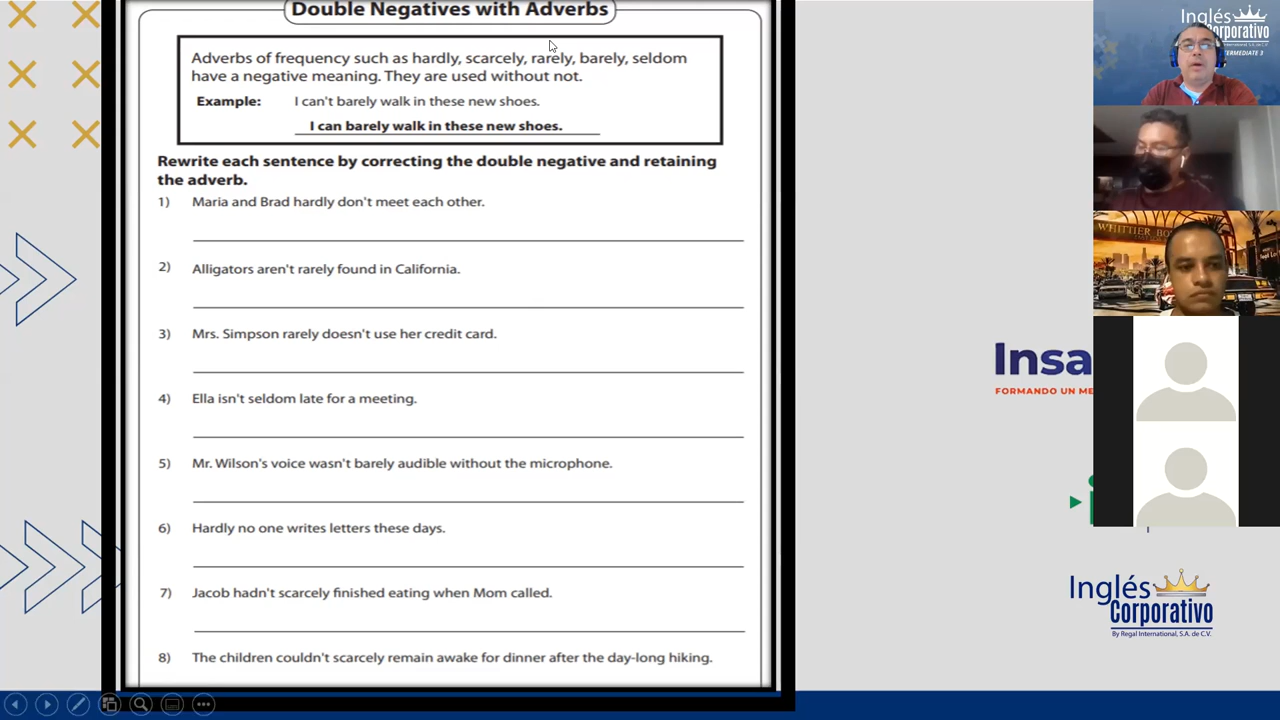 Double Negatives with Adverbs
Adverbs of frequency such as hardly, scarcely, rarely, barely, seldom
have a negative meaning. They are used without not.
Example: I can't barely walk in these new shoes.
I can barely walk in these new shoes.
Rewrite each sentence by correcting the double negative and retaining
the adverb.
1) Maria and Brad hardly don't meet each other.
2) Alligators aren't rarely found in California.
3) Mrs. Simpson rarely doesn't use her credit card.
4) Ella isn't seldom late for a meeting.
5) Mr. Wilson's voice wasn't barely audible without the microphone.
6) Hardly no one writes letters these days.
7) Jacob hadn't scarcely finished eating when Mom called.
8) The children couldn't scarcely remain awake for dinner after the day-long hiking.
Inglés
Corporativo
INTERMEDIATE 3
WHITTIER
Insa
FORMANDO UN ME
Inglés
Corporativo
By Regal International, S.A. de C.V.